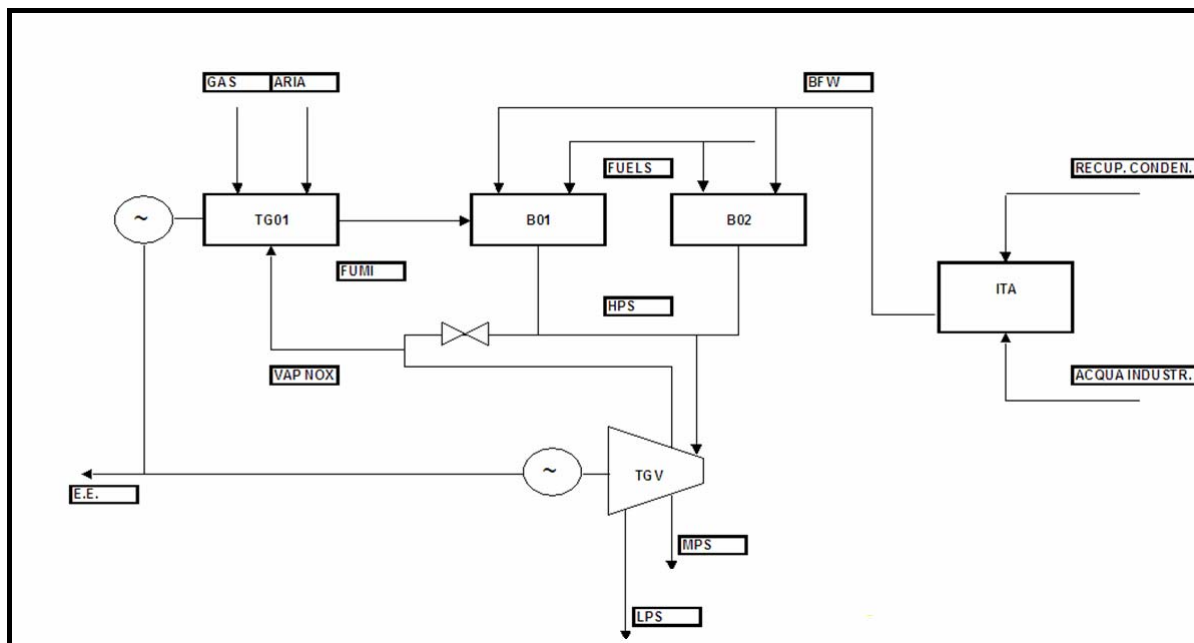 GAS
ARIA
BFW
FUELS
RECUP. CONDEN.
TG01
B01
B02
~
FUMI
ITA
HPS
VAP NOX
ACQUA INDUSTR.
~
TGV
E.E.
MPS
LPS